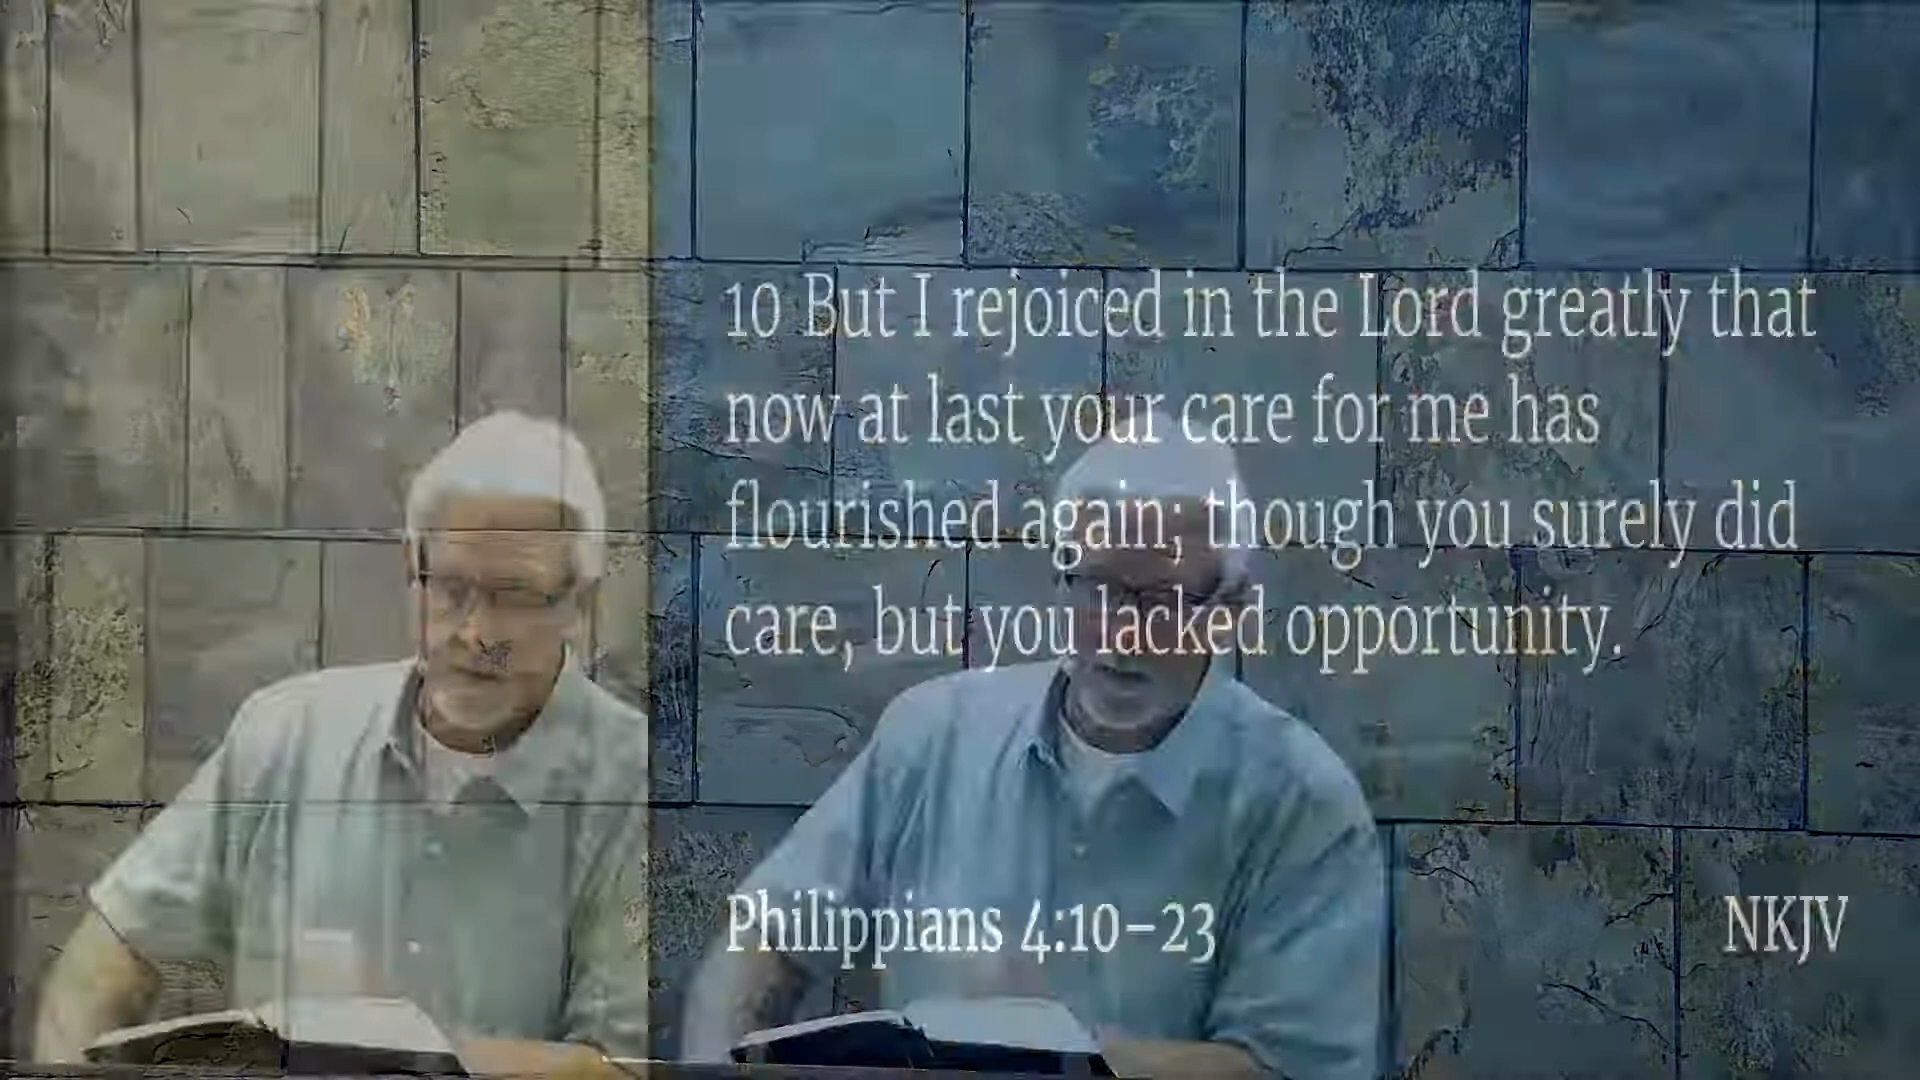 10 But I rejoiced in the Lord greatly that
now at last your care for me has
flourished again; though you surely did
care, but you lacked opportunity.
Philippians 4:10–23
NKJV